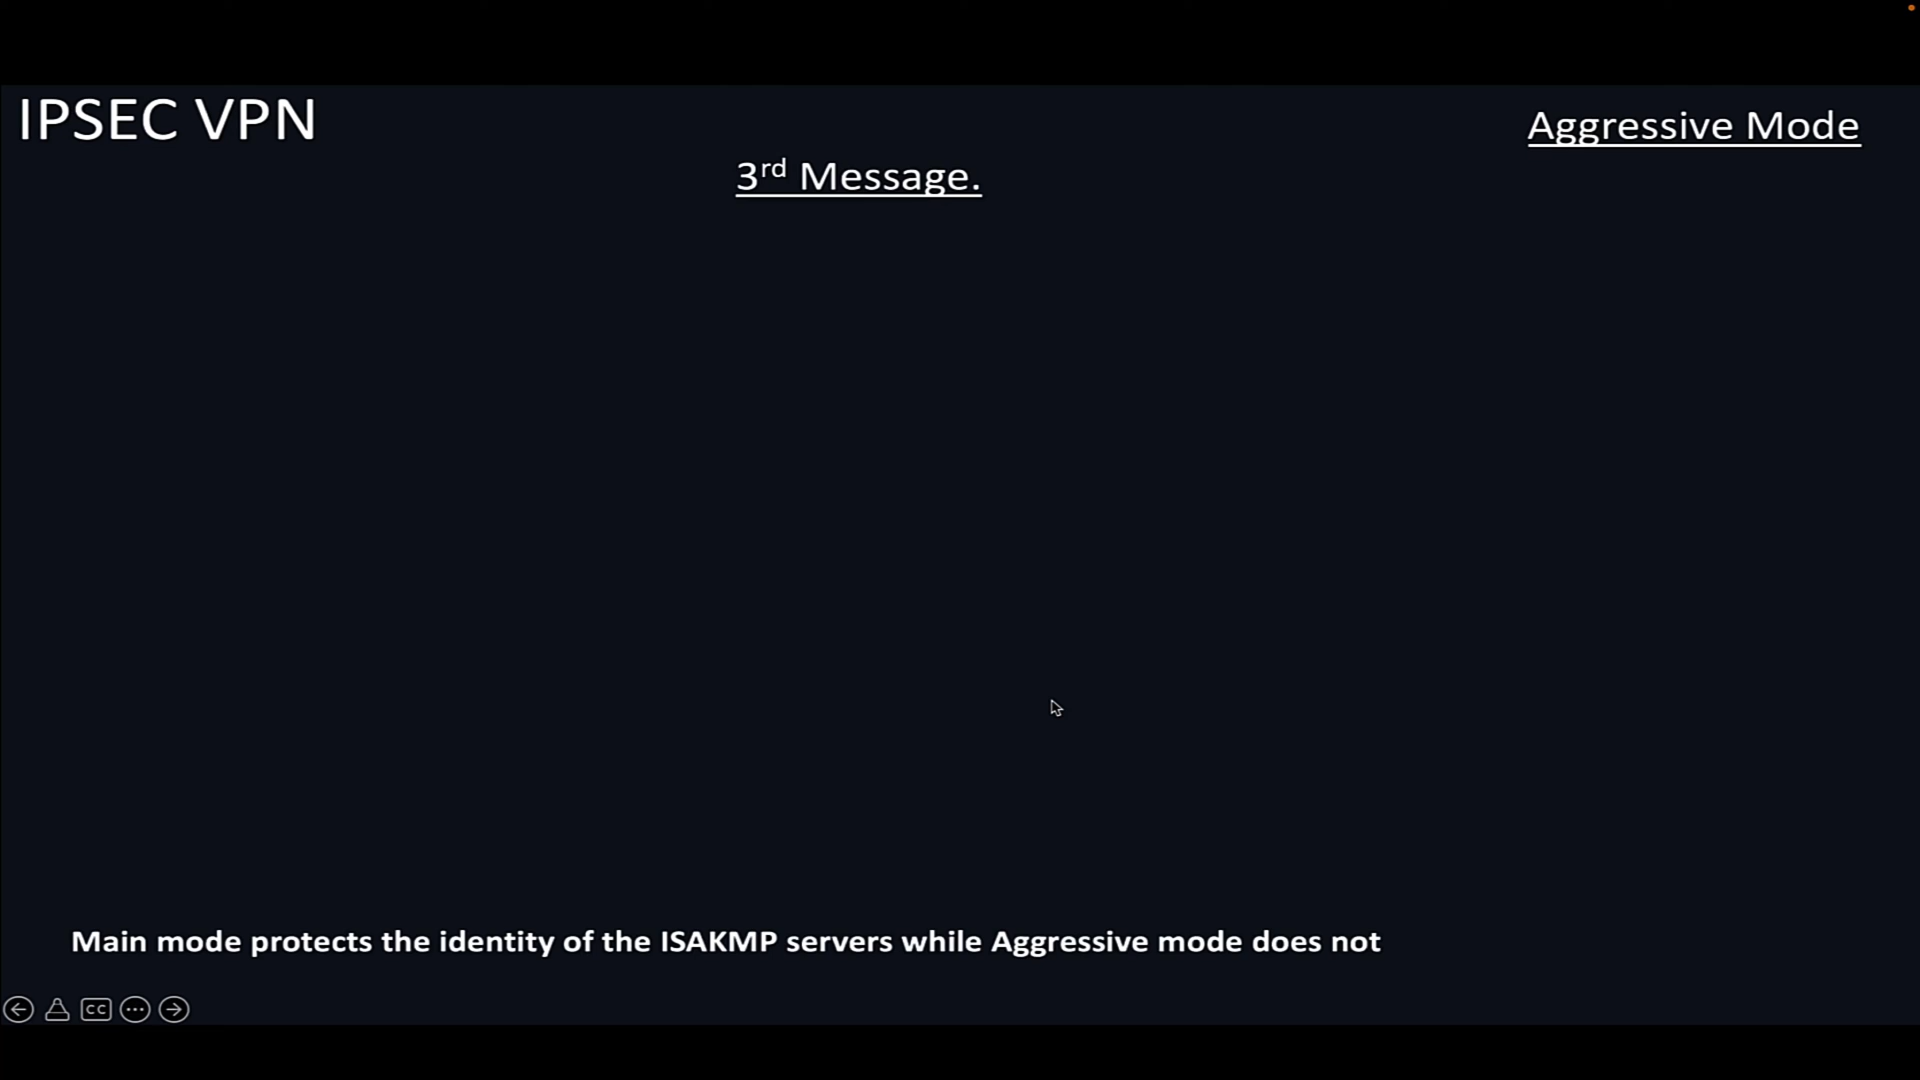 IPSEC VPN
Aggressive Mode
3rd Message.
Main mode protects the identity of the ISAKMP servers while Aggressive mode does not
CC